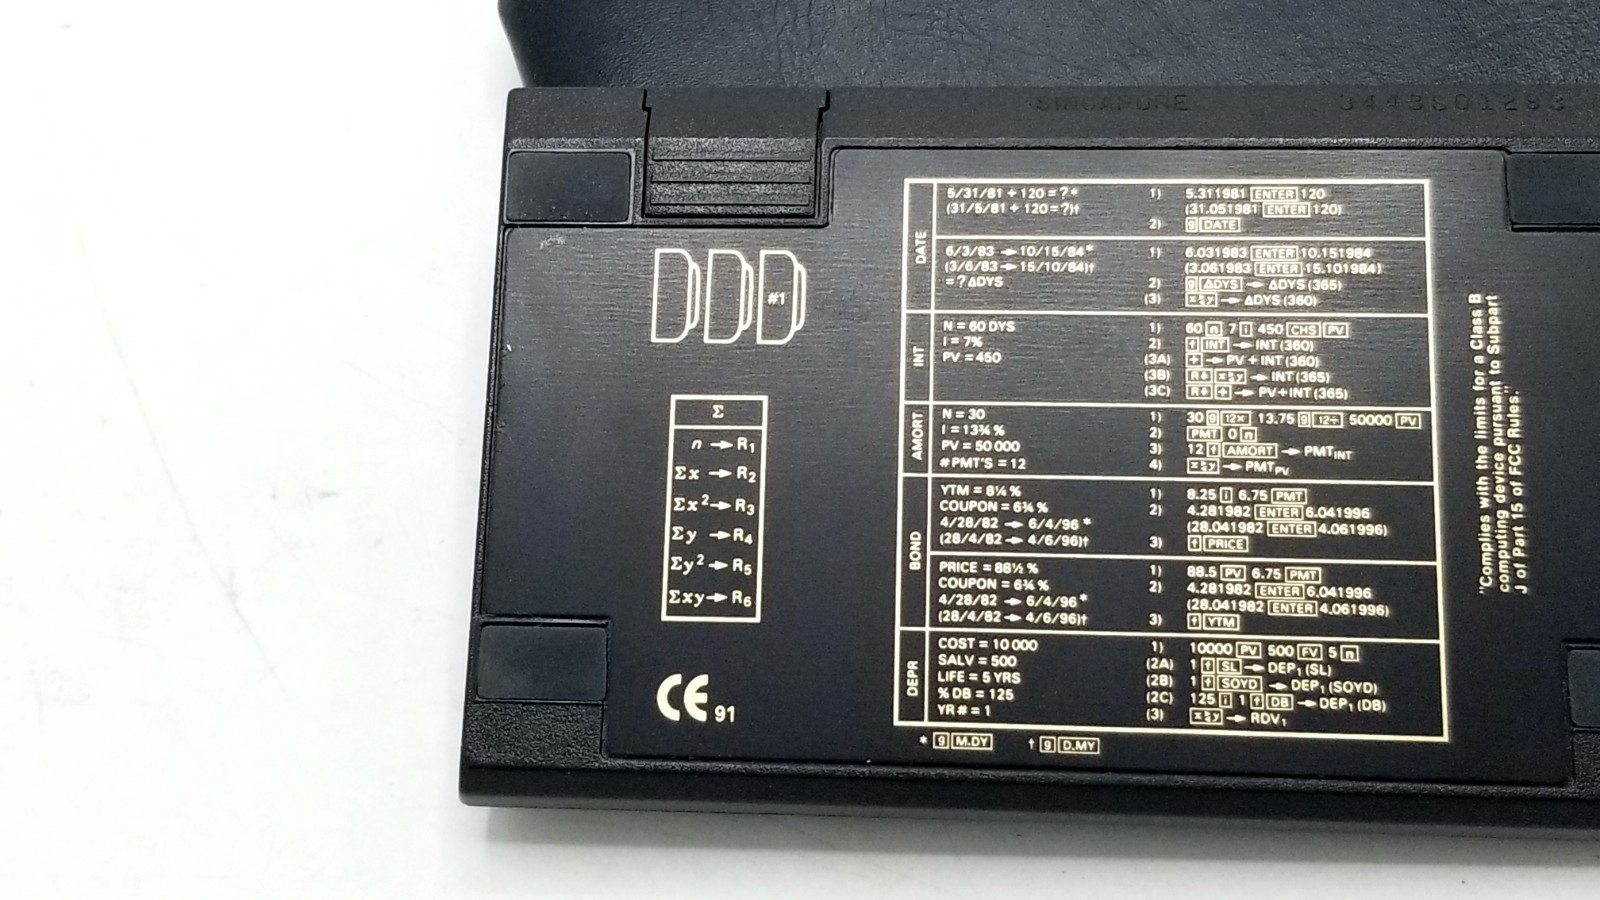 SINGAPORE 3443S01293
#1
Σ
n → R1
Σx → R2
Σx² → R3
Σy → R4
Σy² → R5
Σxy → R6
CE 91
DATE
5/31/81 + 120 = ?* 1) 5.311981 ENTER 120
(31/5/81 + 120 = ?)† (31.051981 ENTER 120)
2) g DATE
6/3/83 → 10/15/84* 1) 6.031983 ENTER 10.151984
(3/6/83 → 15/10/84)† (3.061983 ENTER 15.101984)
= ? ΔDYS 2) g ΔDYS → ΔDYS (365)
(3) x≷y → ΔDYS (360)
INT
N = 60 DYS 1) 60 n 7 i 450 CHS PV
I = 7% 2) f INT → INT (360)
PV = 450 (3A) + → PV + INT (360)
(3B) R↓ x≷y → INT (365)
(3C) R↓ + → PV + INT (365)
AMORT
N = 30 1) 30 g 12× 13.75 g 12÷ 50000 PV
I = 13¾ % 2) PMT 0 n
PV = 50 000 3) 12 f AMORT → PMT INT
# PMT'S = 12 4) x≷y → PMT PV
BOND
YTM = 8¼ % 1) 8.25 i 6.75 PMT
COUPON = 6¾ % 2) 4.281982 ENTER 6.041996
4/28/82 → 6/4/96 * (28.041982 ENTER 4.061996)
(28/4/82 → 4/6/96)† 3) f PRICE
PRICE = 88½ % 1) 88.5 PV 6.75 PMT
COUPON = 6¾ % 2) 4.281982 ENTER 6.041996
4/28/82 → 6/4/96 * (28.041982 ENTER 4.061996)
(28/4/82 → 4/6/96)† 3) f YTM
DEPR
COST = 10 000 1) 10000 PV 500 FV 5 n
SALV = 500 (2A) 1 f SL → DEP1 (SL)
LIFE = 5 YRS (2B) 1 f SOYD → DEP1 (SOYD)
% DB = 125 (2C) 125 i 1 f DB → DEP1 (DB)
YR # = 1 (3) x≷y → RDV1
* g M.DY † g D.MY
"Complies with the limits for a Class B
computing device pursuant to Subpart
J of Part 15 of FCC Rules."